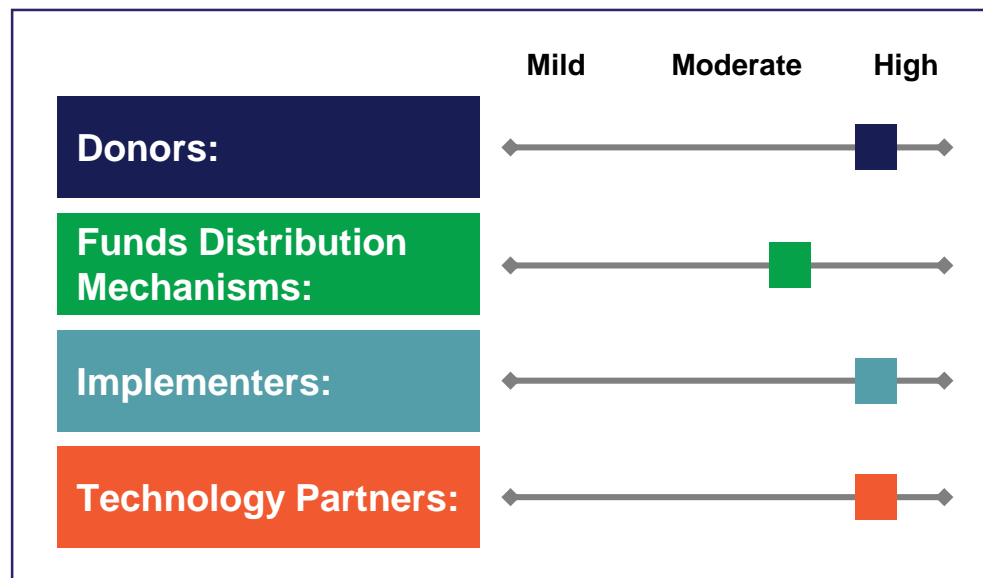 Mild Moderate High
Donors:
Funds Distribution
Mechanisms:
Implementers:
Technology Partners: